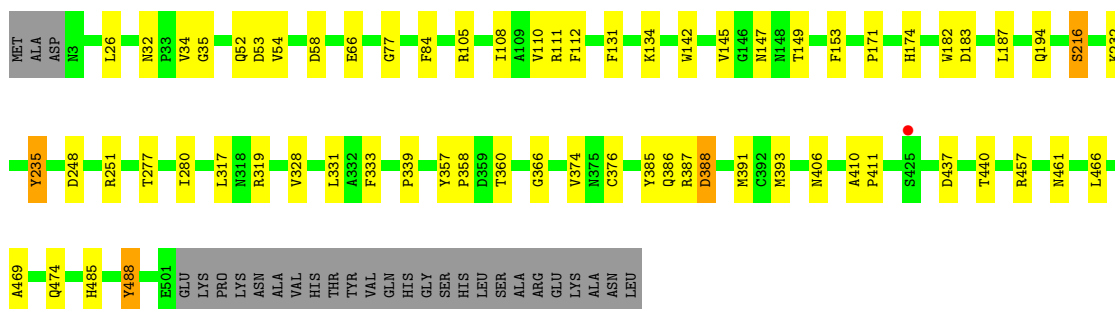 MET ALA ASP N3 L26 N32 P33 V34 G35 Q52 D53 V54 D58 E66 G77 F84 R105 I108 A109 V110 R111 F112 F131 K134 W142 V145 G146 N147 N148 T149 F153 P171 H174 W182 D183 L187 Q194 S216
Y235 D248 R251 T277 I280 L317 N318 R319 V328 L331 A332 F333 P339 Y357 P358 D359 T360 G366 V374 N375 C376 Y385 Q386 R387 D388 M391 C392 M393 N406 A410 P411 S425 D437 T440 R457 N461 L466
A469 Q474 H485 Y488 E501 GLU LYS PRO LYS ASN ALA VAL HIS THR TYR VAL GLN HIS GLY SER HIS LEU SER ALA ARG GLU LYS ALA ASN LEU